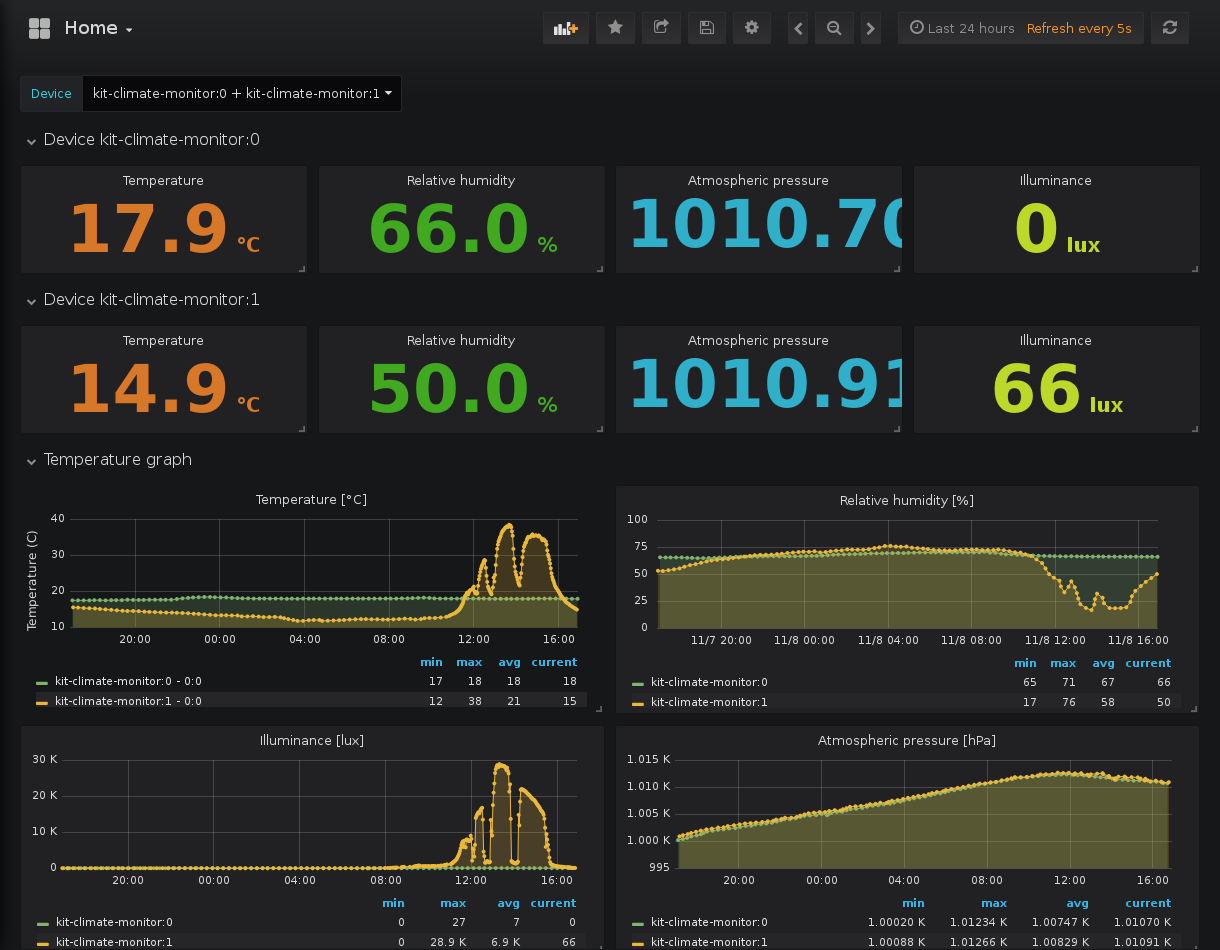 Home
Last 24 hours Refresh every 5s
Device kit-climate-monitor:0 + kit-climate-monitor:1
Device kit-climate-monitor:0
Temperature Relative humidity Atmospheric pressure Illuminance
17.9 °C 66.0 % 1010.70 0 lux
Device kit-climate-monitor:1
Temperature Relative humidity Atmospheric pressure Illuminance
14.9 °C 50.0 % 1010.91 66 lux
Temperature graph
Temperature [°C]
Temperature (C)
40
30
20
10
20:00 00:00 04:00 08:00 12:00 16:00
min max avg current
kit-climate-monitor:0 - 0:0 17 18 18 18
kit-climate-monitor:1 - 0:0 12 38 21 15
Relative humidity [%]
100
75
50
25
0
11/7 20:00 11/8 00:00 11/8 04:00 11/8 08:00 11/8 12:00 11/8 16:00
min max avg current
kit-climate-monitor:0 65 71 67 66
kit-climate-monitor:1 17 76 58 50
Illuminance [lux]
30 K
20 K
10 K
0
20:00 00:00 04:00 08:00 12:00 16:00
min max avg current
kit-climate-monitor:0 0 27 7 0
kit-climate-monitor:1 0 28.9 K 6.9 K 66
Atmospheric pressure [hPa]
1.015 K
1.010 K
1.005 K
1.000 K
995
20:00 00:00 04:00 08:00 12:00 16:00
min max avg current
kit-climate-monitor:0 1.00020 K 1.01234 K 1.00747 K 1.01070 K
kit-climate-monitor:1 1.00088 K 1.01266 K 1.00829 K 1.01091 K